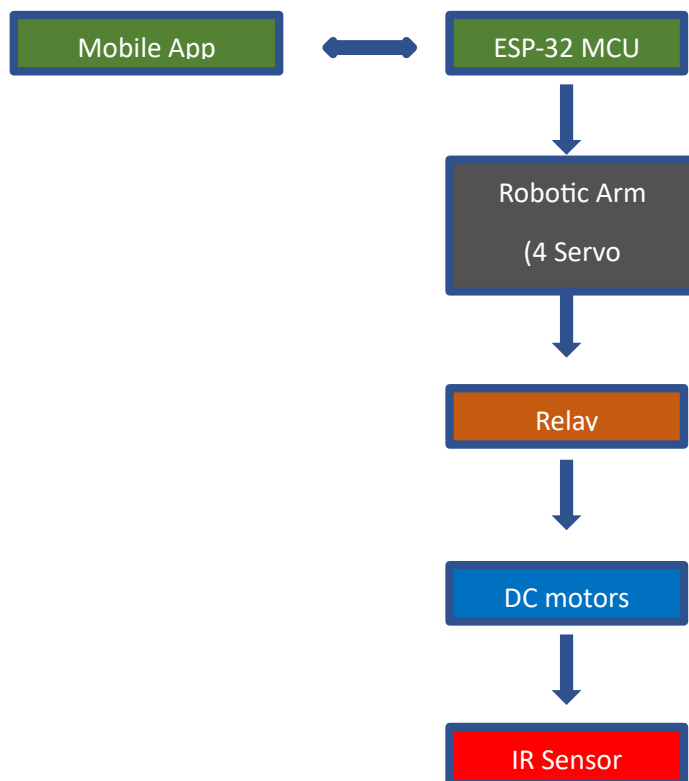 Mobile App
ESP-32 MCU
Robotic Arm
(4 Servo
Relay
DC motors
IR Sensor